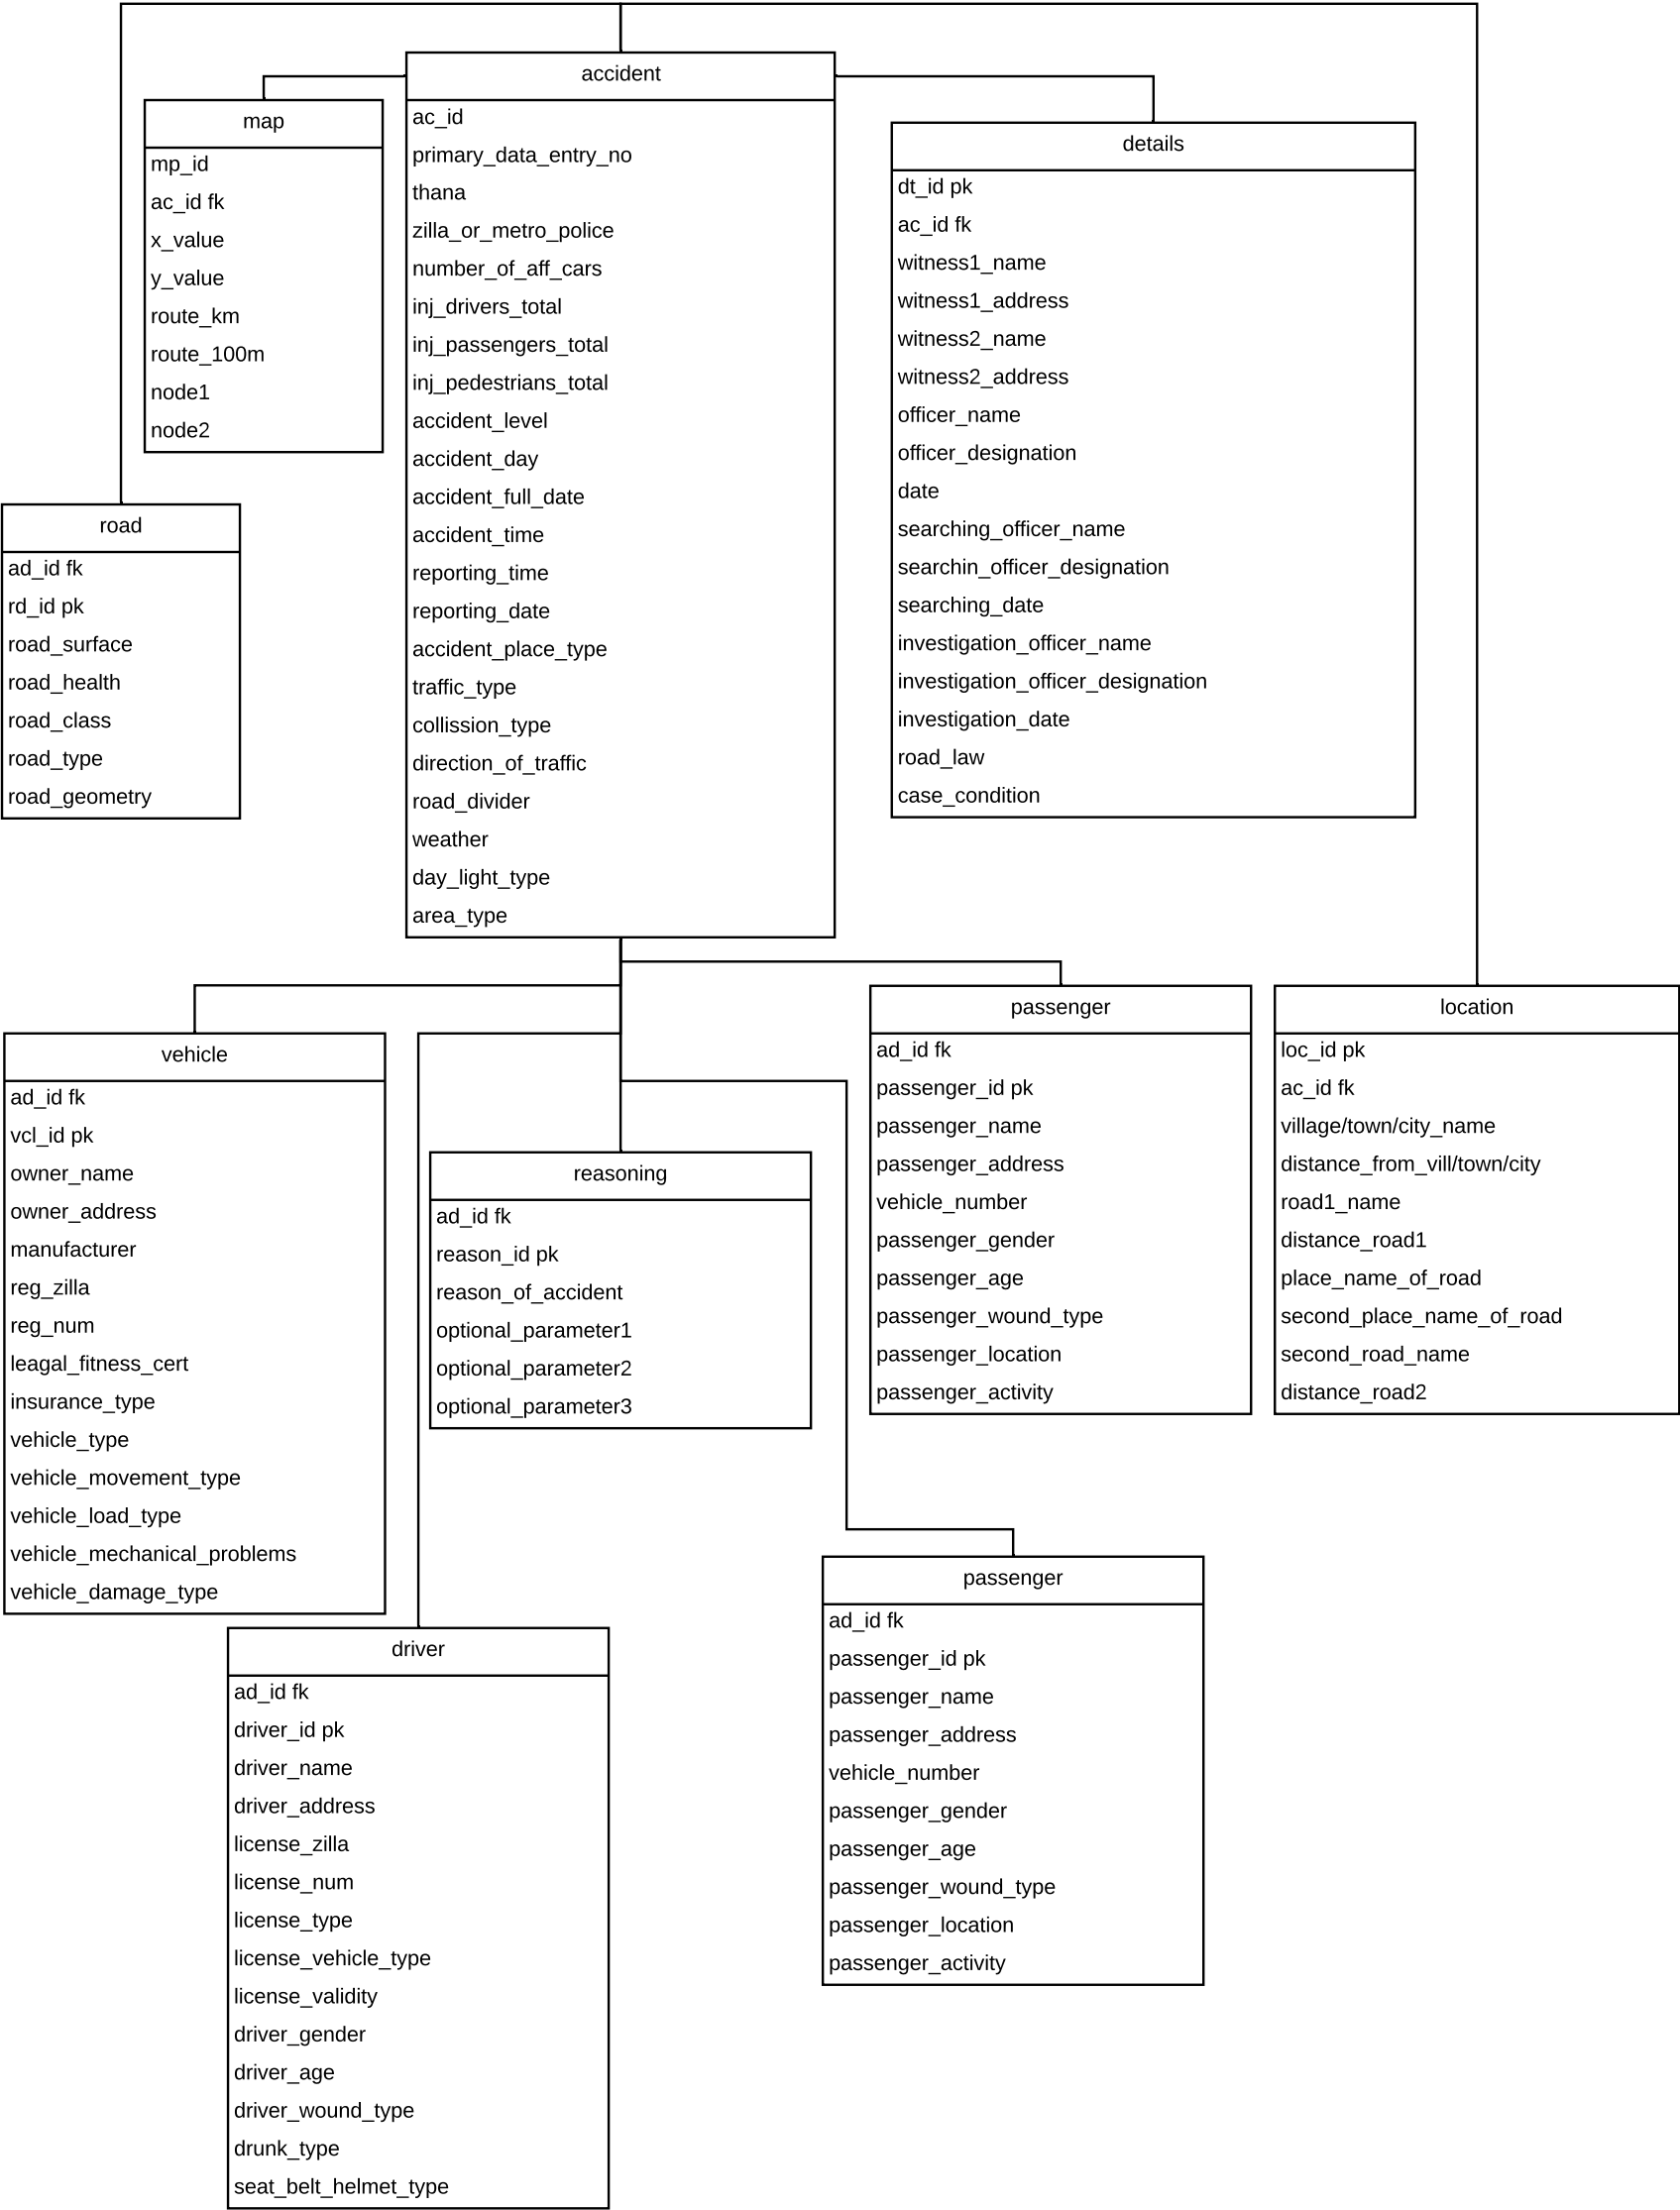 accident
ac_id
primary_data_entry_no
thana
zilla_or_metro_police
number_of_aff_cars
inj_drivers_total
inj_passengers_total
inj_pedestrians_total
accident_level
accident_day
accident_full_date
accident_time
reporting_time
reporting_date
accident_place_type
traffic_type
collission_type
direction_of_traffic
road_divider
weather
day_light_type
area_type
map
mp_id
ac_id fk
x_value
y_value
route_km
route_100m
node1
node2
details
dt_id pk
ac_id fk
witness1_name
witness1_address
witness2_name
witness2_address
officer_name
officer_designation
date
searching_officer_name
searchin_officer_designation
searching_date
investigation_officer_name
investigation_officer_designation
investigation_date
road_law
case_condition
road
ad_id fk
rd_id pk
road_surface
road_health
road_class
road_type
road_geometry
vehicle
ad_id fk
vcl_id pk
owner_name
owner_address
manufacturer
reg_zilla
reg_num
leagal_fitness_cert
insurance_type
vehicle_type
vehicle_movement_type
vehicle_load_type
vehicle_mechanical_problems
vehicle_damage_type
reasoning
ad_id fk
reason_id pk
reason_of_accident
optional_parameter1
optional_parameter2
optional_parameter3
passenger
ad_id fk
passenger_id pk
passenger_name
passenger_address
vehicle_number
passenger_gender
passenger_age
passenger_wound_type
passenger_location
passenger_activity
location
loc_id pk
ac_id fk
village/town/city_name
distance_from_vill/town/city
road1_name
distance_road1
place_name_of_road
second_place_name_of_road
second_road_name
distance_road2
driver
ad_id fk
driver_id pk
driver_name
driver_address
license_zilla
license_num
license_type
license_vehicle_type
license_validity
driver_gender
driver_age
driver_wound_type
drunk_type
seat_belt_helmet_type
passenger
ad_id fk
passenger_id pk
passenger_name
passenger_address
vehicle_number
passenger_gender
passenger_age
passenger_wound_type
passenger_location
passenger_activity